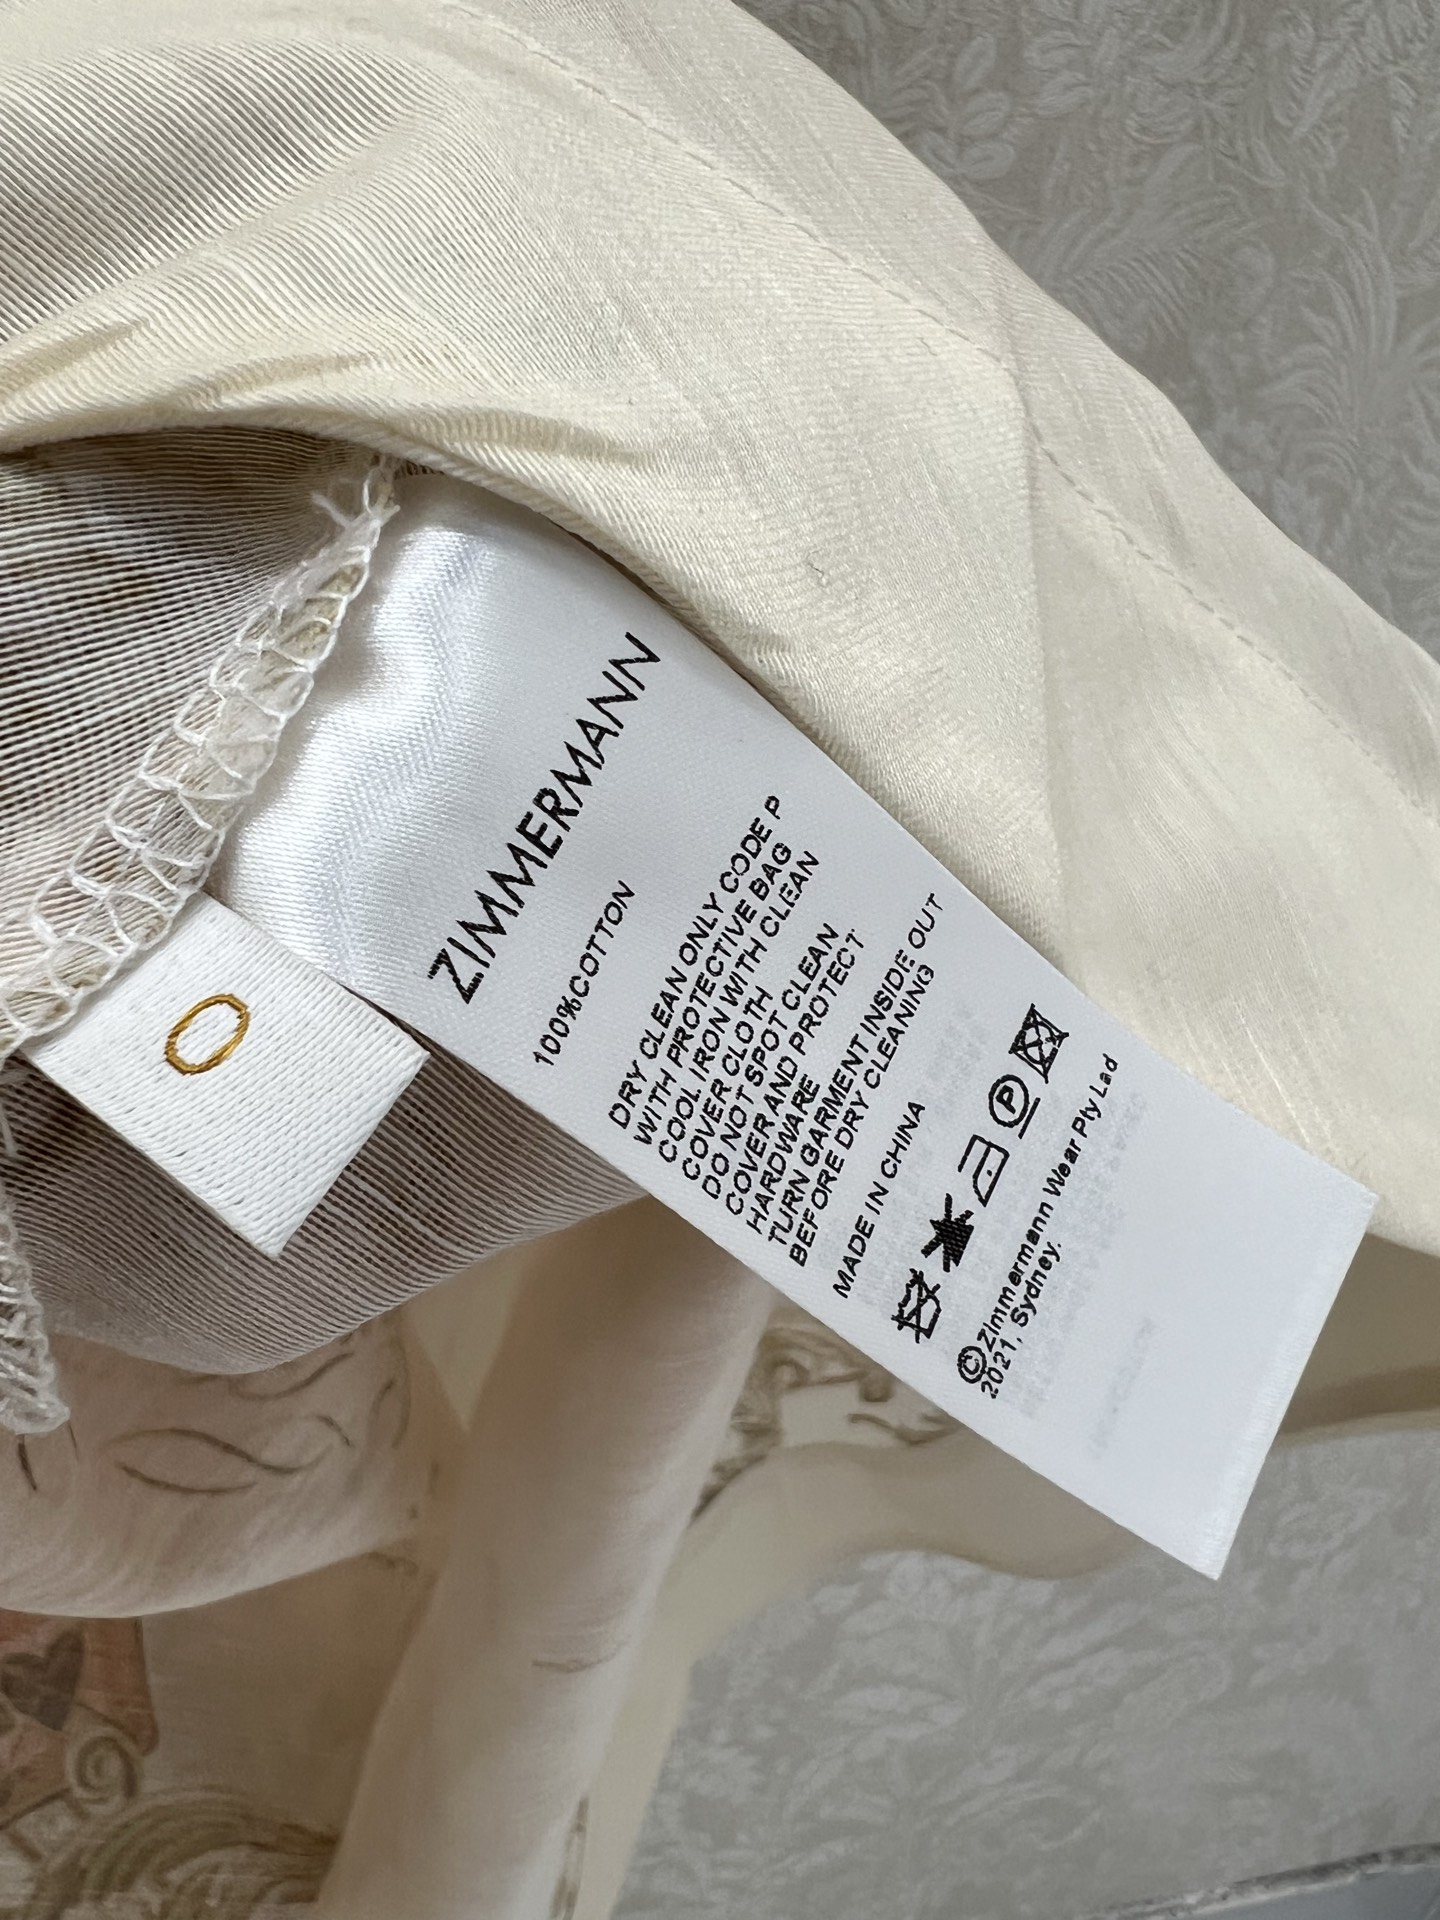 ZIMMERMANN
100%COTTON
DRY CLEAN ONLY CODE P
WITH PROTECTIVE BAG
COOL IRON WITH CLEAN
COVER CLOTH
DO NOT SPOT CLEAN
COVER AND PROTECT
HARDWARE
TURN GARMENT INSIDE OUT
BEFORE DRY CLEANING
MADE IN CHINA
P
©Zimmermann Wear Pty Lad
2021, Sydney.
0